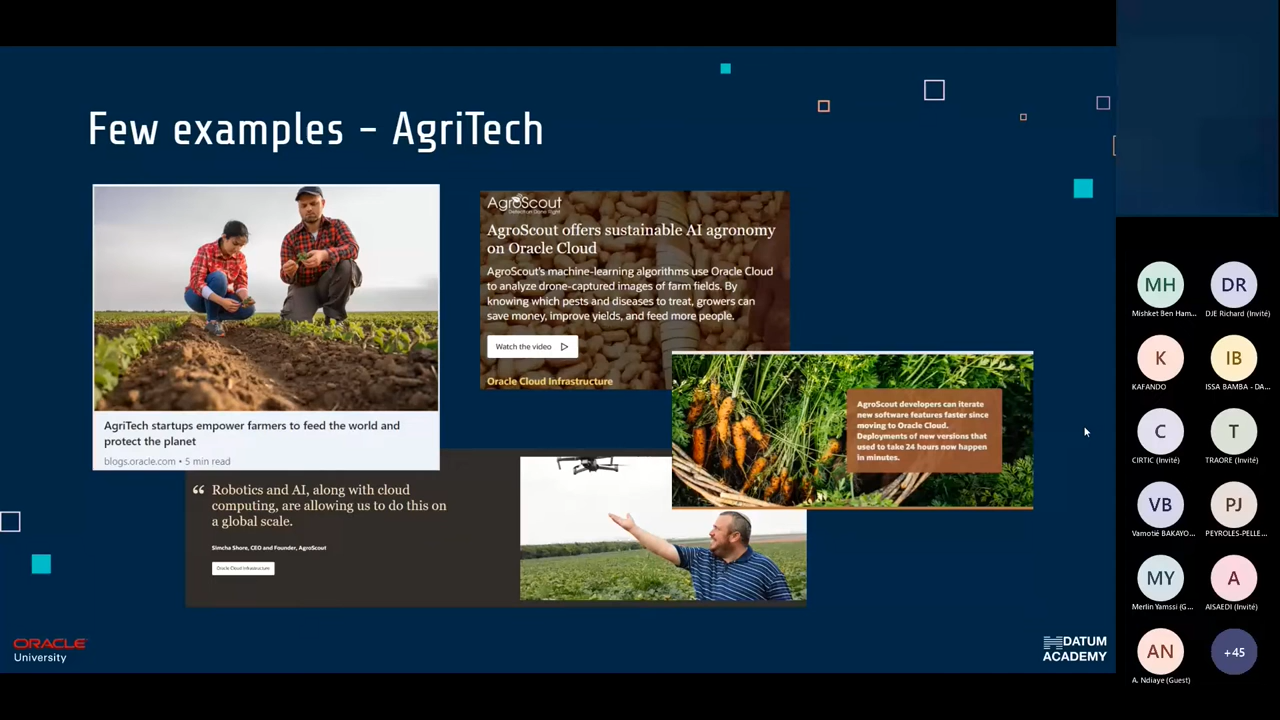 Few examples – AgriTech
AgriTech startups empower farmers to feed the world and
protect the planet
blogs.oracle.com • 5 min read
AgroScout
AgroScout offers sustainable AI agronomy
on Oracle Cloud
AgroScout's machine-learning algorithms use Oracle Cloud
to analyze drone-captured images of farm fields. By
knowing which pests and diseases to treat, growers can
save money, improve yields, and feed more people.
Watch the video
Oracle Cloud Infrastructure
AgroScout developers can iterate
new software features faster since
moving to Oracle Cloud.
Deployments of new versions that
used to take 24 hours now happen
in minutes.
“ Robotics and AI, along with cloud
computing, are allowing us to do this on
a global scale.
Simcha Shore, CEO and Founder, AgroScout
Oracle Cloud Infrastructure
ORACLE
University
DATUM
ACADEMY
MH
Mishket Ben Ham...
DR
DJE Richard (Invité)
K
KAFANDO
IB
ISSA BAMBA - DA...
C
CIRTIC (Invité)
T
TRAORE (Invité)
VB
Vamotié BAKAYO...
PJ
PEYROLES-PELLE...
MY
Merlin Yamssi (G...
A
AISAEDI (Invité)
AN
A. Ndiaye (Guest)
+45